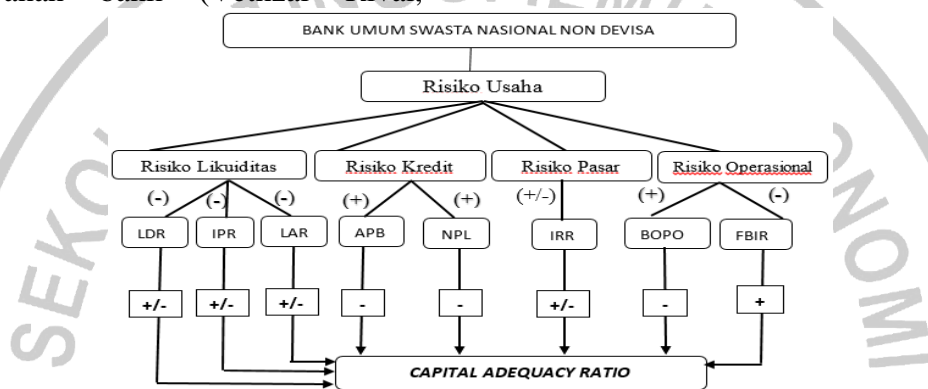 BANK UMUM SWASTA NASIONAL NON DEVISA
Risiko Usaha
Risiko Likuiditas Risiko Kredit Risiko Pasar Risiko Operasional
(-) (-) (-) (+) (+) (+/-) (+) (-)
LDR IPR LAR APB NPL IRR BOPO FBIR
+/- +/- +/- - - +/- - +
CAPITAL ADEQUACY RATIO